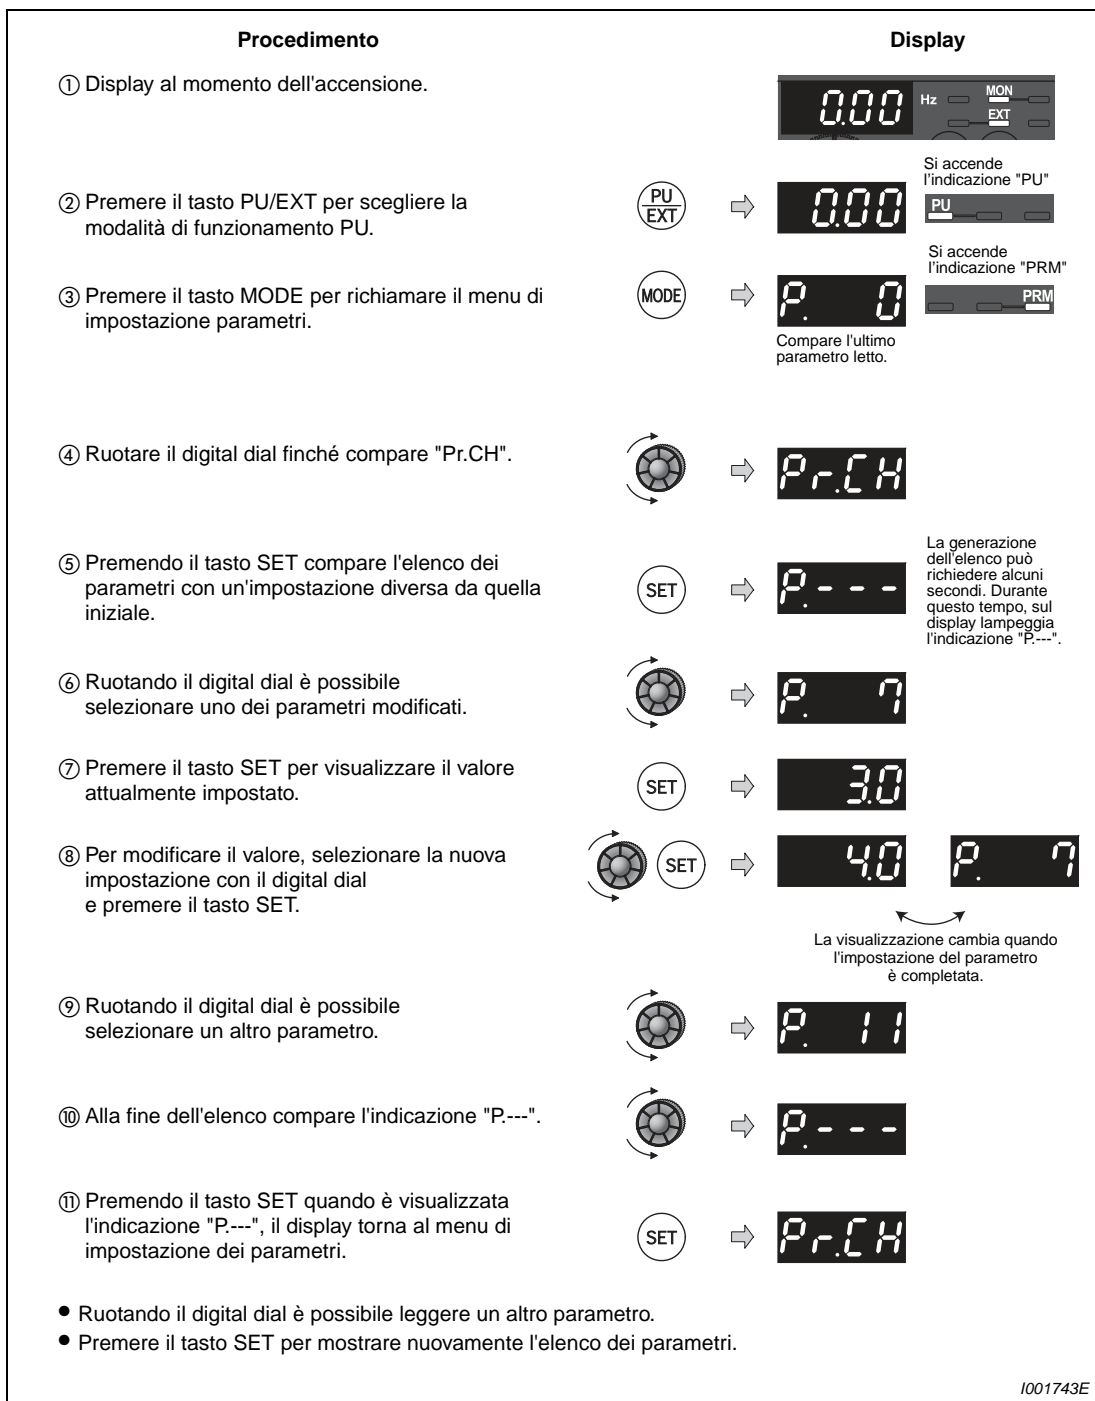 Procedimento Display
① Display al momento dell'accensione.
0.00 Hz MON
EXT
Si accende
l'indicazione "PU"
② Premere il tasto PU/EXT per scegliere la
modalità di funzionamento PU.
PU
EXT
0.00
PU
Si accende
l'indicazione "PRM"
③ Premere il tasto MODE per richiamare il menu di
impostazione parametri.
MODE
P. 0
PRM
Compare l'ultimo
parametro letto.
④ Ruotare il digital dial finché compare "Pr.CH".
Pr.CH
⑤ Premendo il tasto SET compare l'elenco dei
parametri con un'impostazione diversa da quella
iniziale.
SET
P.---
La generazione
dell'elenco può
richiedere alcuni
secondi. Durante
questo tempo, sul
display lampeggia
l'indicazione "P.---".
⑥ Ruotando il digital dial è possibile
selezionare uno dei parametri modificati.
P. 7
⑦ Premere il tasto SET per visualizzare il valore
attualmente impostato.
SET
3.0
⑧ Per modificare il valore, selezionare la nuova
impostazione con il digital dial
e premere il tasto SET.
SET
4.0 P. 7
La visualizzazione cambia quando
l'impostazione del parametro
è completata.
⑨ Ruotando il digital dial è possibile
selezionare un altro parametro.
P. 11
⑩ Alla fine dell'elenco compare l'indicazione "P.---".
P.---
⑪ Premendo il tasto SET quando è visualizzata
l'indicazione "P.---", il display torna al menu di
impostazione dei parametri.
SET
Pr.CH
● Ruotando il digital dial è possibile leggere un altro parametro.
● Premere il tasto SET per mostrare nuovamente l'elenco dei parametri.
I001743E